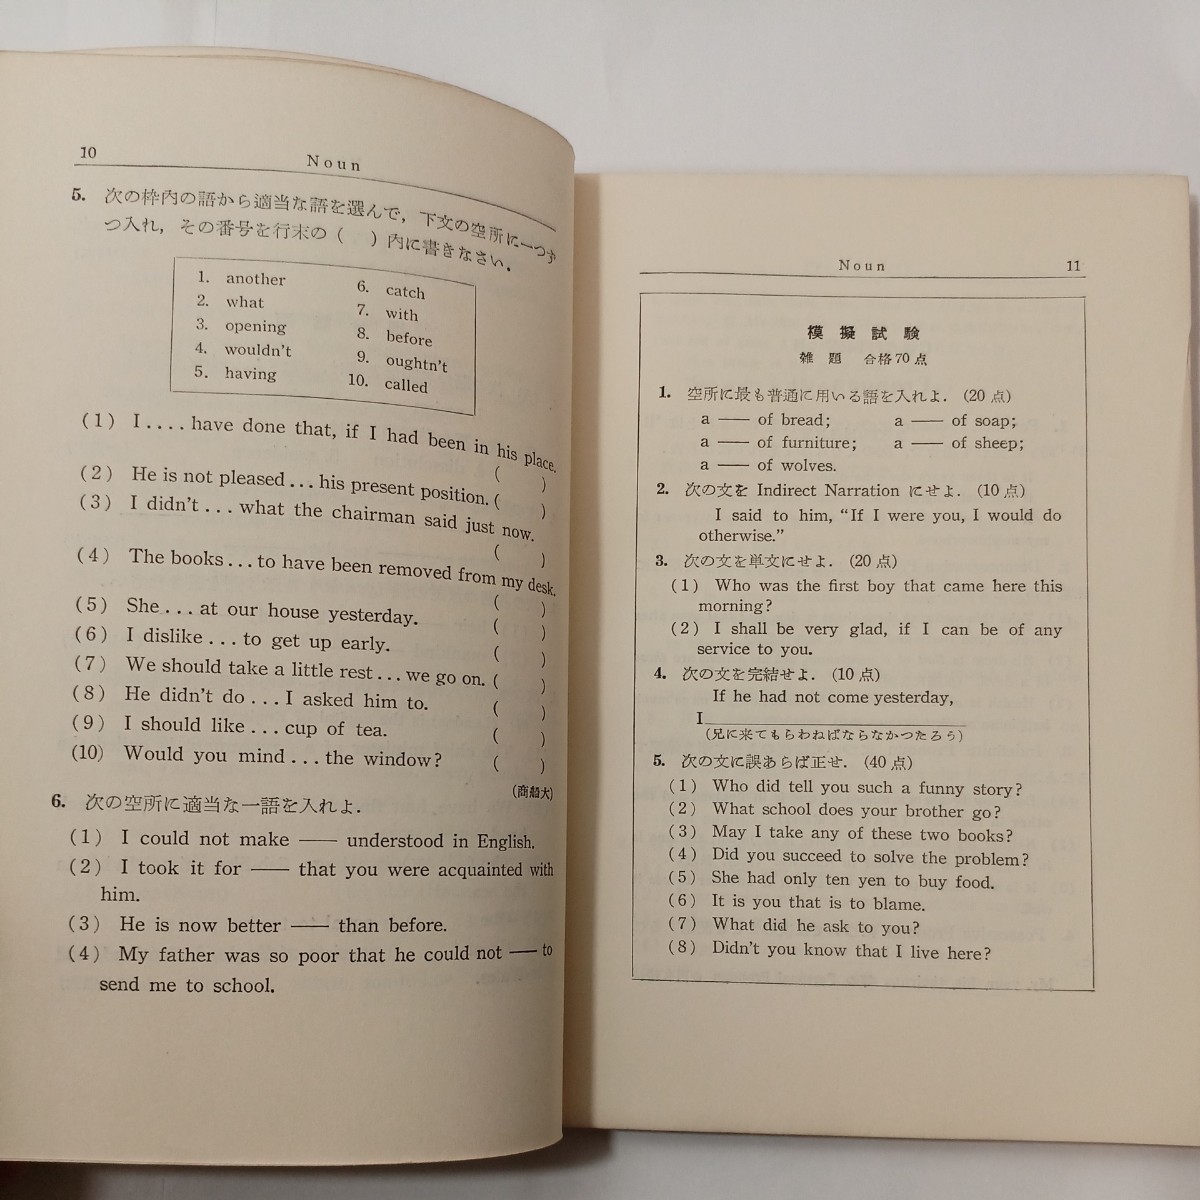 10
Noun
5. 次の枠内の語から適当な語を選んで，下文の空所に一つず
つ入れ，その番号を行末の（　）内に書きなさい．
1. another
2. what
3. opening
4. wouldn't
5. having
6. catch
7. with
8. before
9. oughtn't
10. called
(1) I.... have done that, if I had been in his place.
( )
(2) He is not pleased... his present position. ( )
(3) I didn't... what the chairman said just now.
( )
(4) The books... to have been removed from my desk.
( )
(5) She... at our house yesterday. ( )
(6) I dislike... to get up early. ( )
(7) We should take a little rest... we go on. ( )
(8) He didn't do... I asked him to. ( )
(9) I should like... cup of tea. ( )
(10) Would you mind... the window? ( )
（商船大）
6. 次の空所に適当な一語を入れよ．
(1) I could not make —— understood in English.
(2) I took it for —— that you were acquainted with
him.
(3) He is now better —— than before.
(4) My father was so poor that he could not —— to
send me to school.
Noun
11
模擬試験
雑題 合格70点
1. 空所に最も普通に用いる語を入れよ．(20点)
a —— of bread; a —— of soap;
a —— of furniture; a —— of sheep;
a —— of wolves.
2. 次の文を Indirect Narration にせよ．(10点)
I said to him, “If I were you, I would do
otherwise.”
3. 次の文を単文にせよ．(20点)
(1) Who was the first boy that came here this
morning?
(2) I shall be very glad, if I can be of any
service to you.
4. 次の文を完結せよ．(10点)
If he had not come yesterday,
I
（兄に来てもらわねばならなかつたろう）
5. 次の文に誤あらば正せ．(40点)
(1) Who did tell you such a funny story?
(2) What school does your brother go?
(3) May I take any of these two books?
(4) Did you succeed to solve the problem?
(5) She had only ten yen to buy food.
(6) It is you that is to blame.
(7) What did he ask to you?
(8) Didn't you know that I live here?